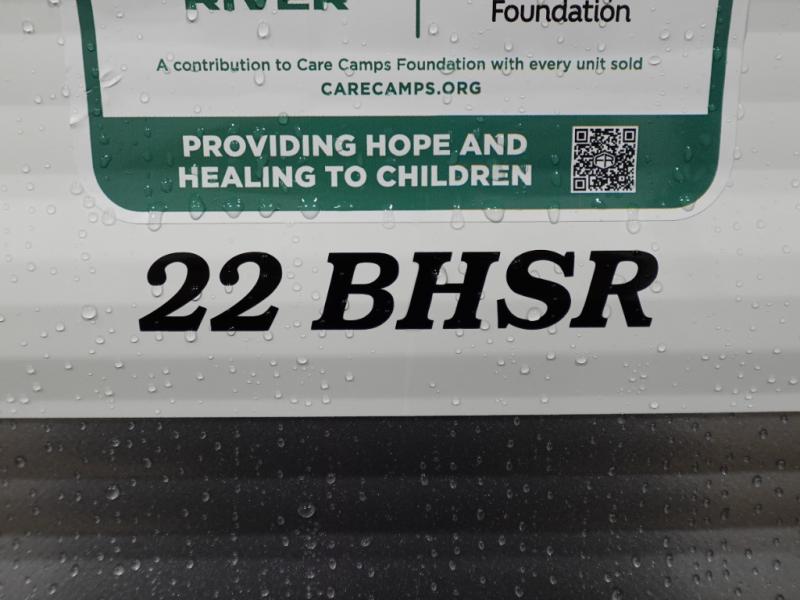 RIVER
Foundation
A contribution to Care Camps Foundation with every unit sold
CARECAMPS.ORG
PROVIDING HOPE AND
HEALING TO CHILDREN
22 BHSR